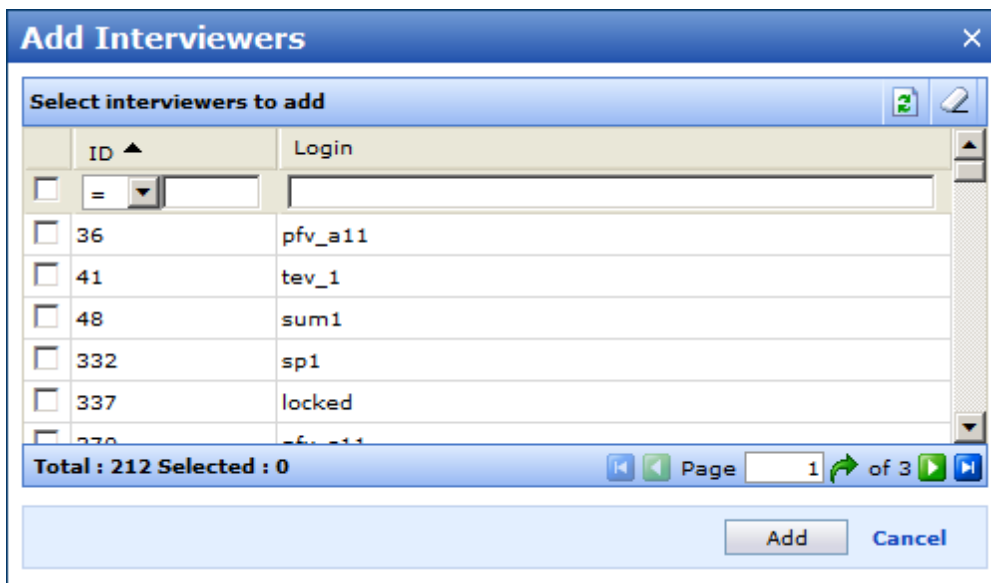 Add Interviewers
Select interviewers to add
ID Login
=
36 pfv_a11
41 tev_1
48 sum1
332 sp1
337 locked
Total : 212 Selected : 0 Page 1 of 3
Add Cancel